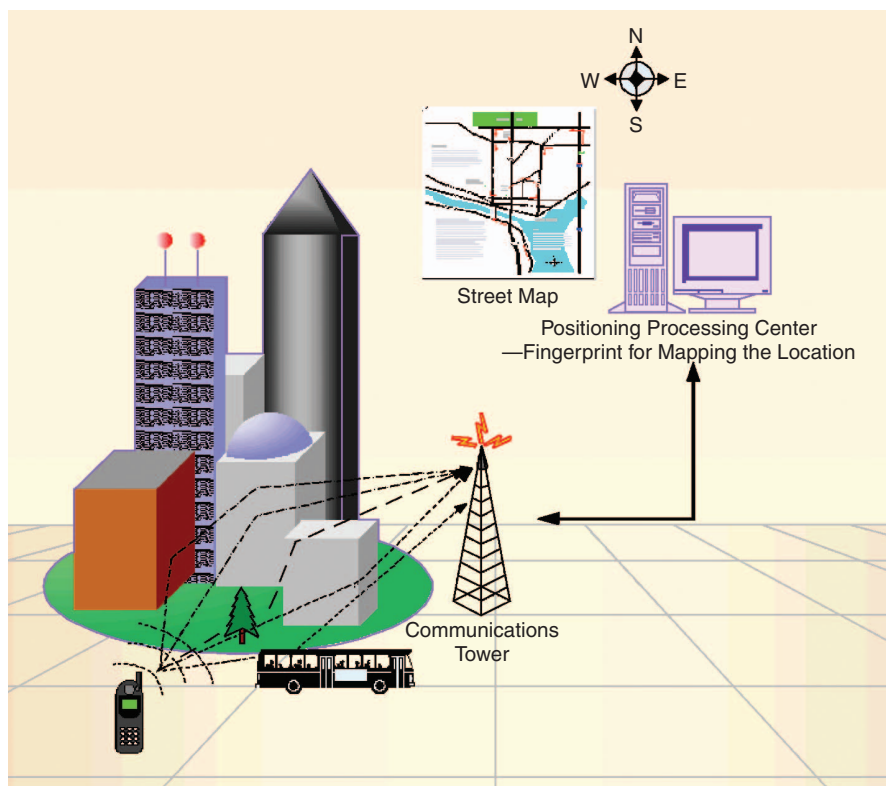 N
W
E
S
Street Map
Positioning Processing Center
—Fingerprint for Mapping the Location
Communications
Tower